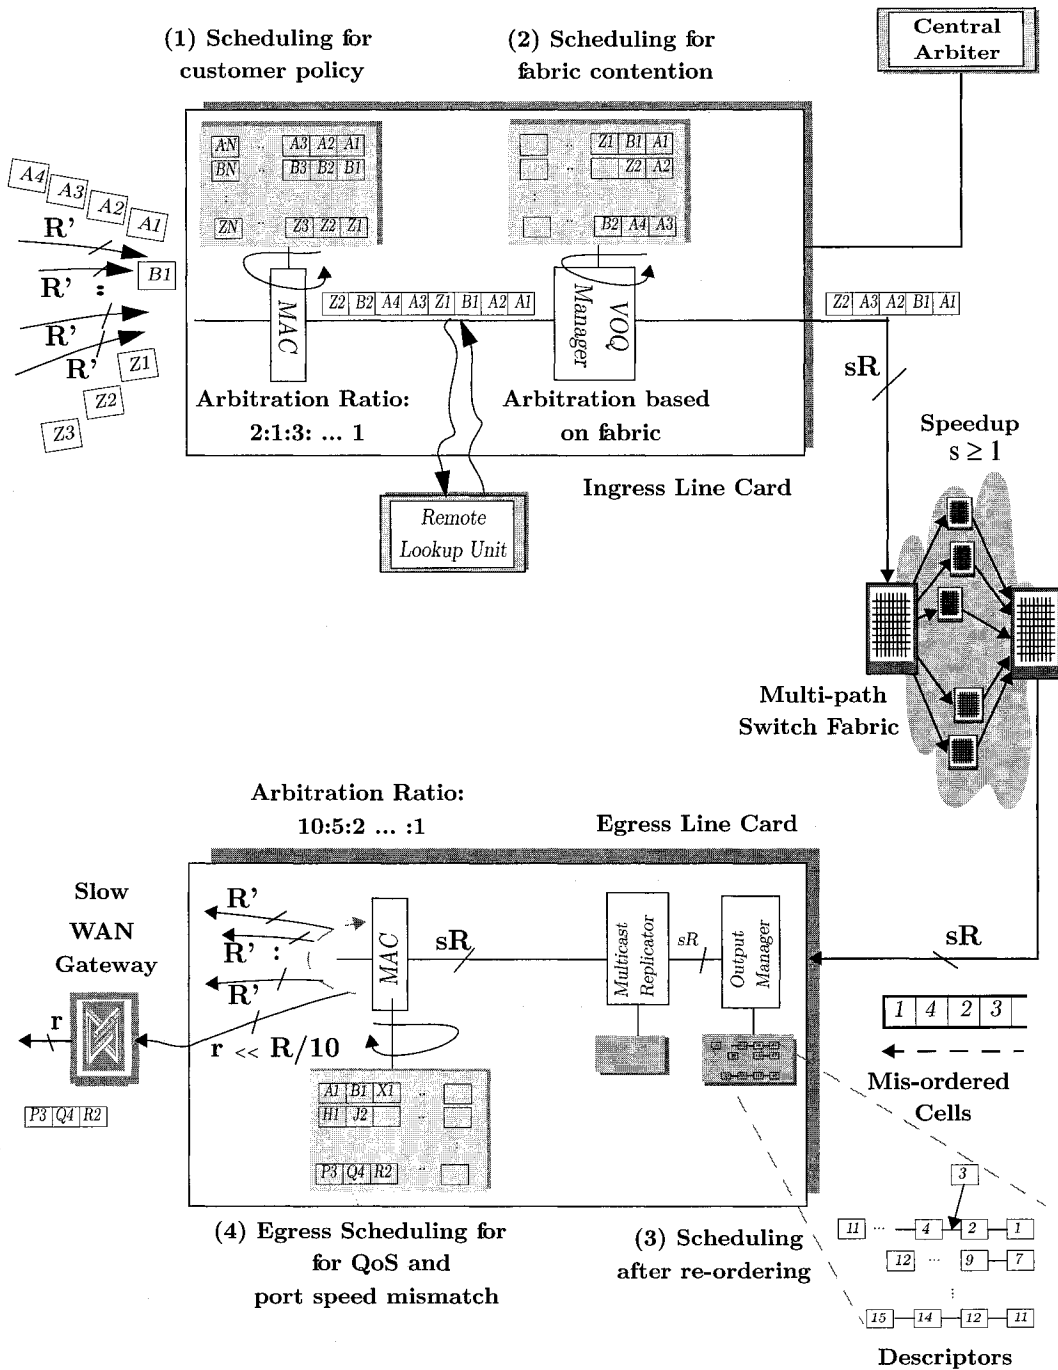 (1) Scheduling for
customer policy
(2) Scheduling for
fabric contention
Central
Arbiter
AN .. A3 A2 A1
BN .. B3 B2 B1
:
ZN .. Z3 Z2 Z1
.. Z1 B1 A1
.. Z2 A2
:
.. B2 A4 A3
A4 A3 A2 A1
R'
B1
R' :
R'
R'
Z1
Z2
Z3
MAC
Z2 B2 A4 A3 Z1 B1 A2 A1
VOQ
Manager
Z2 A3 A2 B1 A1
sR
Arbitration Ratio:
2:1:3: ... 1
Arbitration based
on fabric
Speedup
s ≥ 1
Ingress Line Card
Remote
Lookup Unit
Multi-path
Switch Fabric
Arbitration Ratio:
10:5:2 ... :1
Egress Line Card
Slow
WAN
Gateway
R'
R' :
R'
MAC
sR
Multicast
Replicator
sR
Output
Manager
sR
r
r << R/10
1 4 2 3
Mis-ordered
Cells
P3 Q4 R2
A1 B1 X1 ..
H1 J2 ..
:
P3 Q4 R2 ..
(4) Egress Scheduling for
for QoS and
port speed mismatch
(3) Scheduling
after re-ordering
3
11 ... 4 2 1
12 ... 9 7
:
15 14 12 11
Descriptors